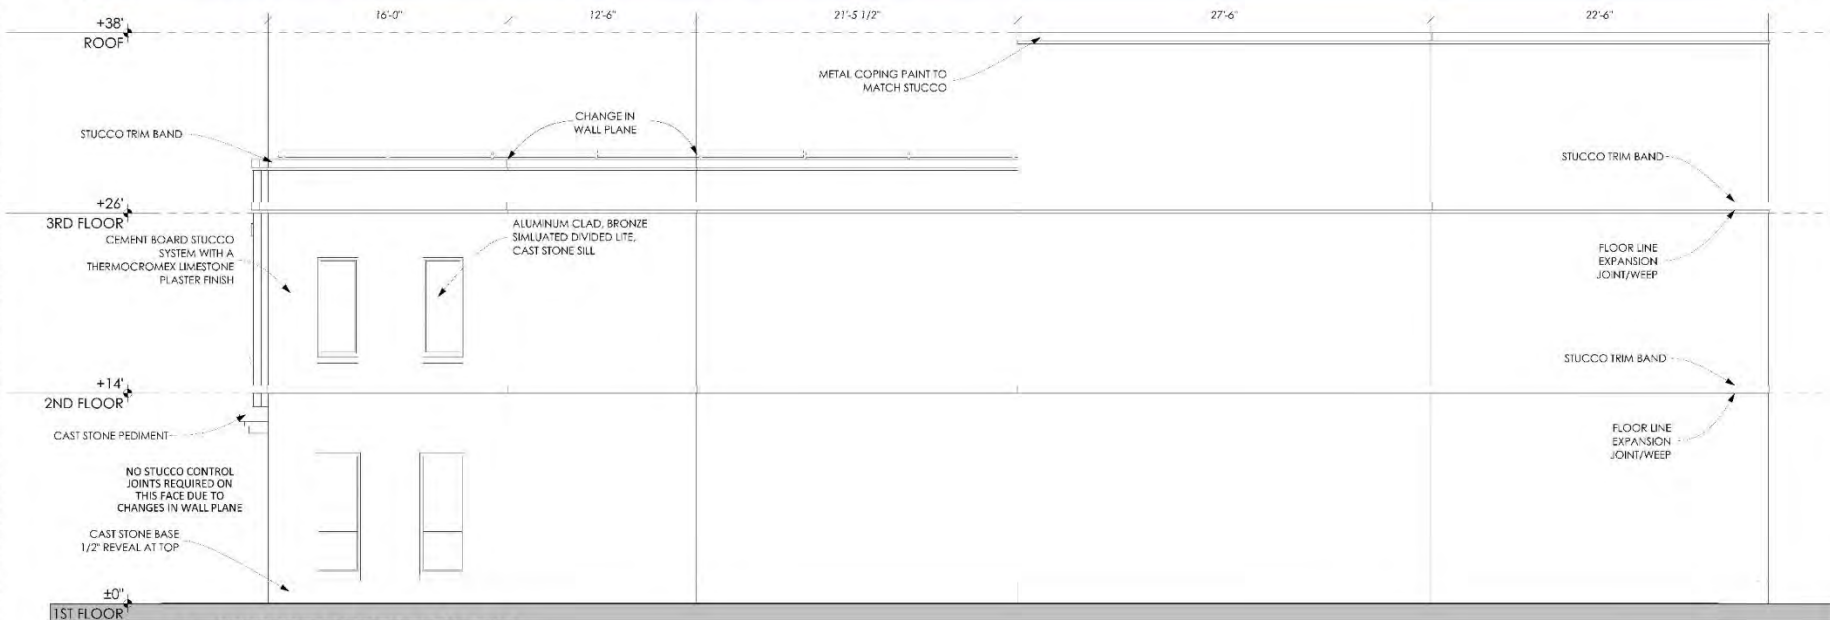 16'-0" 12'-6" 21'-5 1/2" 27'-6" 22'-6"
+38'
ROOF
METAL COPING PAINT TO
MATCH STUCCO
CHANGE IN
WALL PLANE
STUCCO TRIM BAND
STUCCO TRIM BAND
+26'
3RD FLOOR
CEMENT BOARD STUCCO
SYSTEM WITH A
THERMOCROMEX LIMESTONE
PLASTER FINISH
ALUMINUM CLAD, BRONZE
SIMLUATED DIVIDED LITE,
CAST STONE SILL
FLOOR LINE
EXPANSION
JOINT/WEEP
STUCCO TRIM BAND
+14'
2ND FLOOR
CAST STONE PEDIMENT
FLOOR LINE
EXPANSION
JOINT/WEEP
NO STUCCO CONTROL
JOINTS REQUIRED ON
THIS FACE DUE TO
CHANGES IN WALL PLANE
CAST STONE BASE
1/2" REVEAL AT TOP
±0"
1ST FLOOR